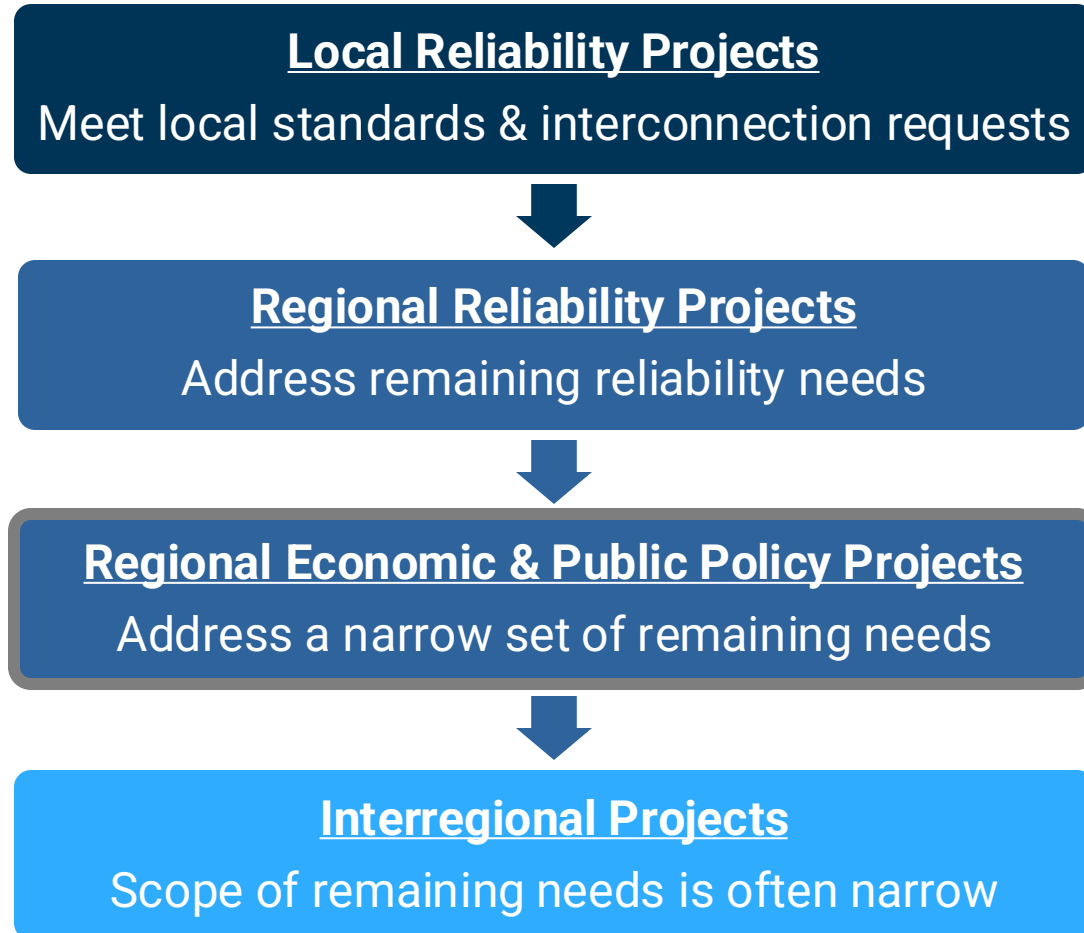 Local Reliability Projects
Meet local standards & interconnection requests
Regional Reliability Projects
Address remaining reliability needs
Regional Economic & Public Policy Projects
Address a narrow set of remaining needs
Interregional Projects
Scope of remaining needs is often narrow